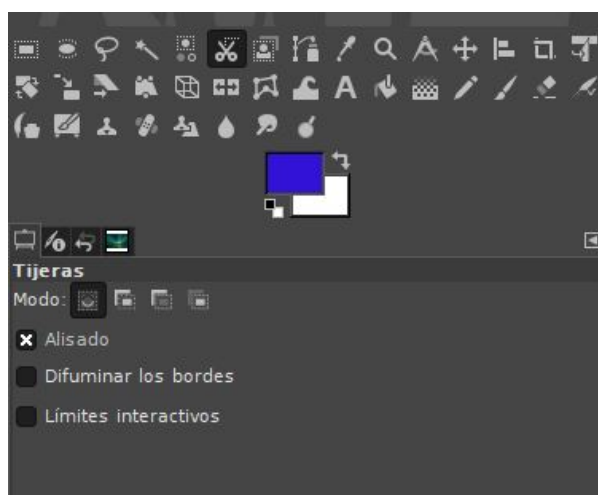 Tijeras
Modo:
Alisado
Difuminar los bordes
Límites interactivos